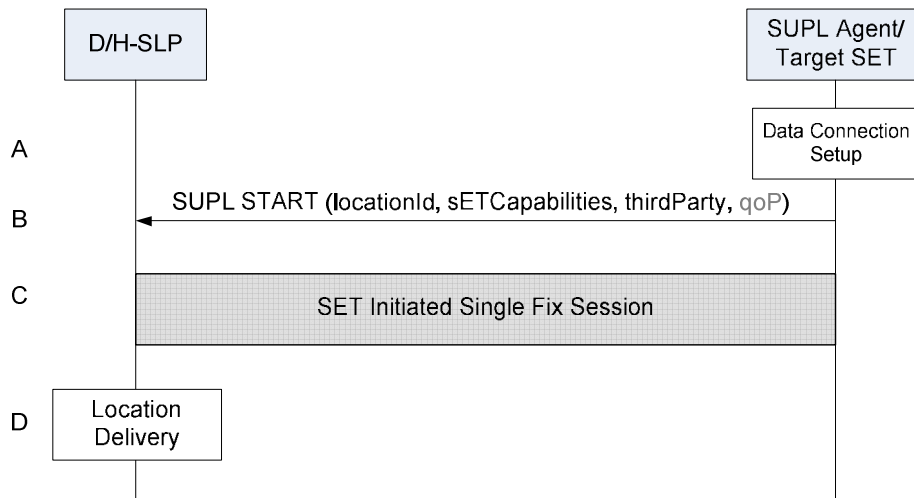 D/H-SLP
SUPL Agent/
Target SET
A
Data Connection
Setup
B
SUPL START (locationId, sETCapabilities, thirdParty, qoP)
C
SET Initiated Single Fix Session
D
Location
Delivery